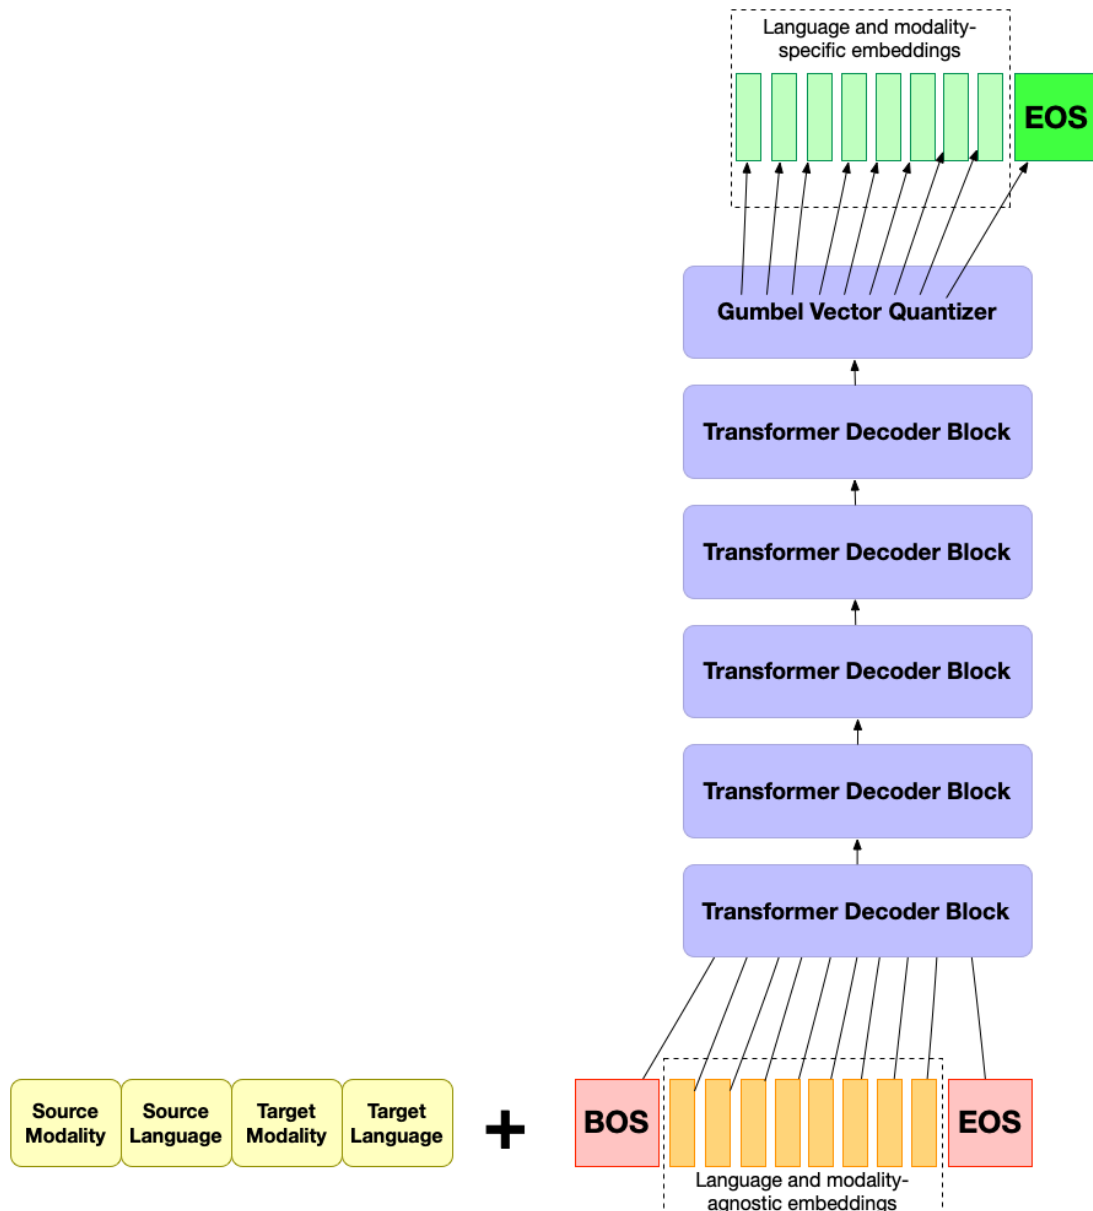 Language and modality-
specific embeddings
EOS
Gumbel Vector Quantizer
Transformer Decoder Block
Transformer Decoder Block
Transformer Decoder Block
Transformer Decoder Block
Transformer Decoder Block
Source
Modality
Source
Language
Target
Modality
Target
Language
+
BOS
EOS
Language and modality-
agnostic embeddings